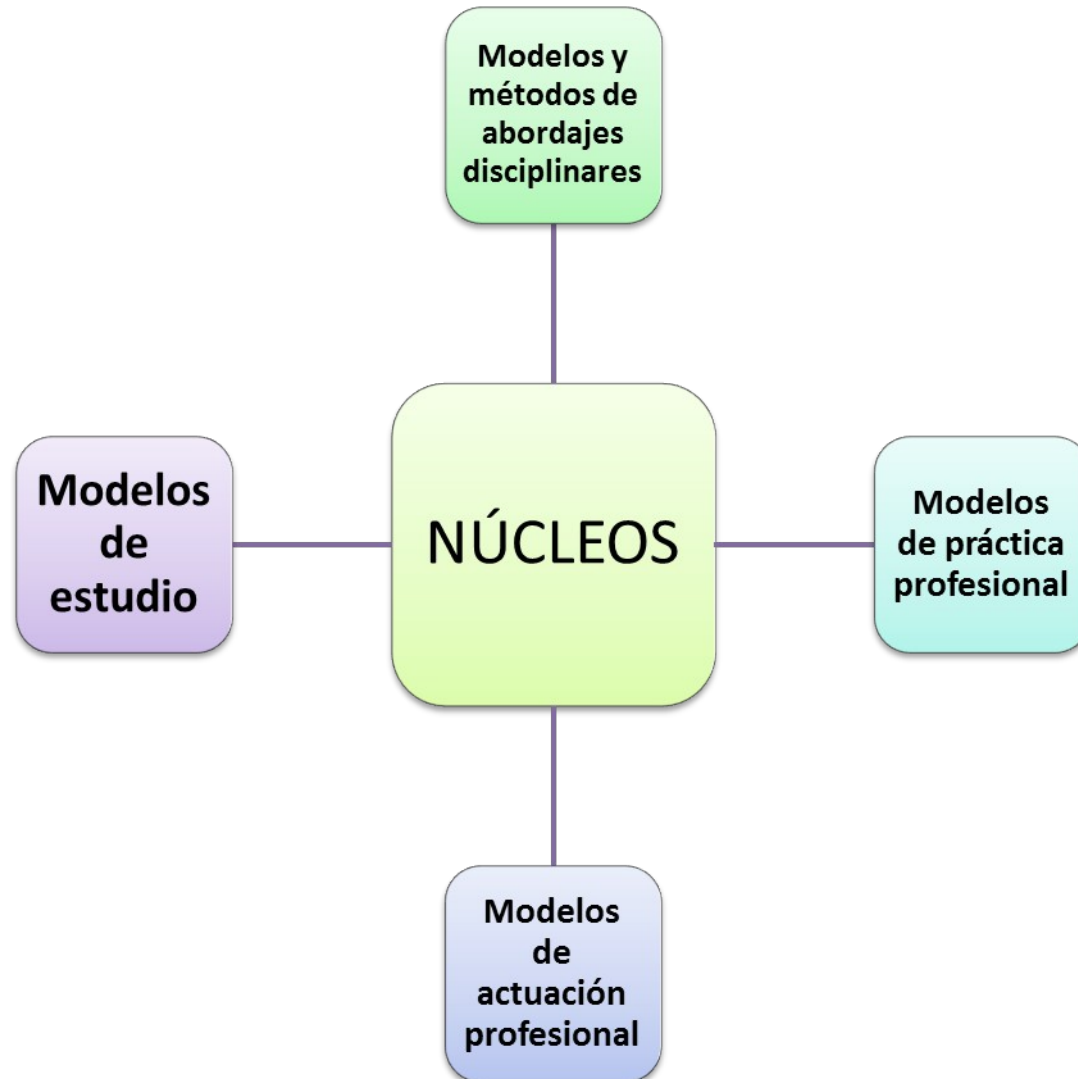 Modelos y
métodos de
abordajes
disciplinares
Modelos
de
estudio
NÚCLEOS
Modelos
de práctica
profesional
Modelos
de
actuación
profesional